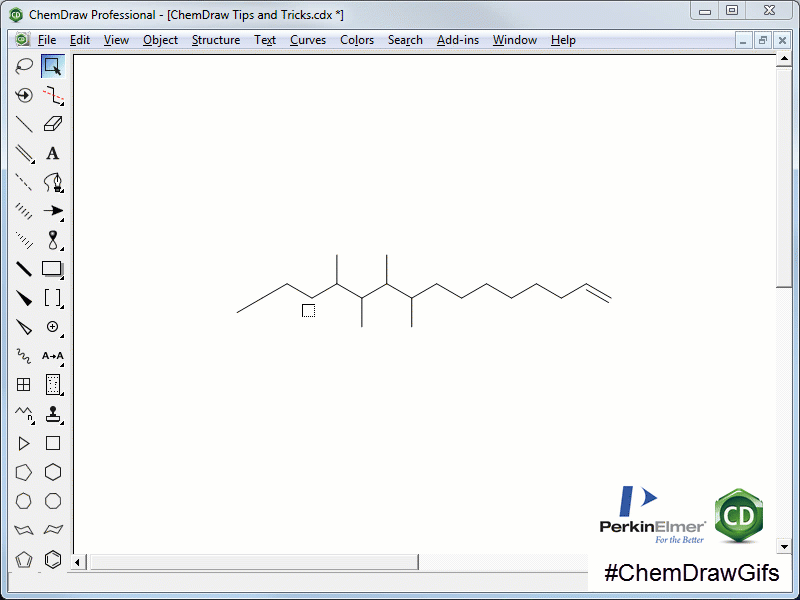 ChemDraw Professional - [ChemDraw Tips and Tricks.cdx *]
File Edit View Object Structure Text Curves Colors Search Add-ins Window Help
A
A→A
n
PerkinElmer®
For the Better
CD
#ChemDrawGifs